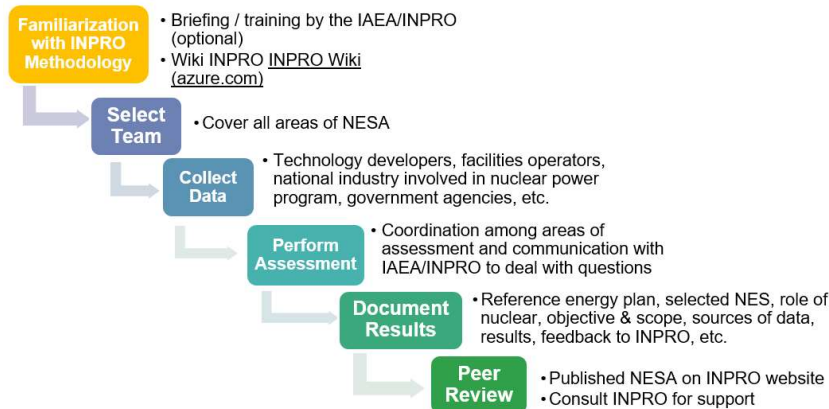 Familiarization
with INPRO
Methodology
• Briefing / training by the IAEA/INPRO
(optional)
• Wiki INPRO INPRO Wiki
(azure.com)
Select
Team
• Cover all areas of NESA
Collect
Data
• Technology developers, facilities operators,
national industry involved in nuclear power
program, government agencies, etc.
Perform
Assessment
• Coordination among areas of
assessment and communication with
IAEA/INPRO to deal with questions
Document
Results
• Reference energy plan, selected NES, role of
nuclear, objective & scope, sources of data,
results, feedback to INPRO, etc.
Peer
Review
• Published NESA on INPRO website
• Consult INPRO for support